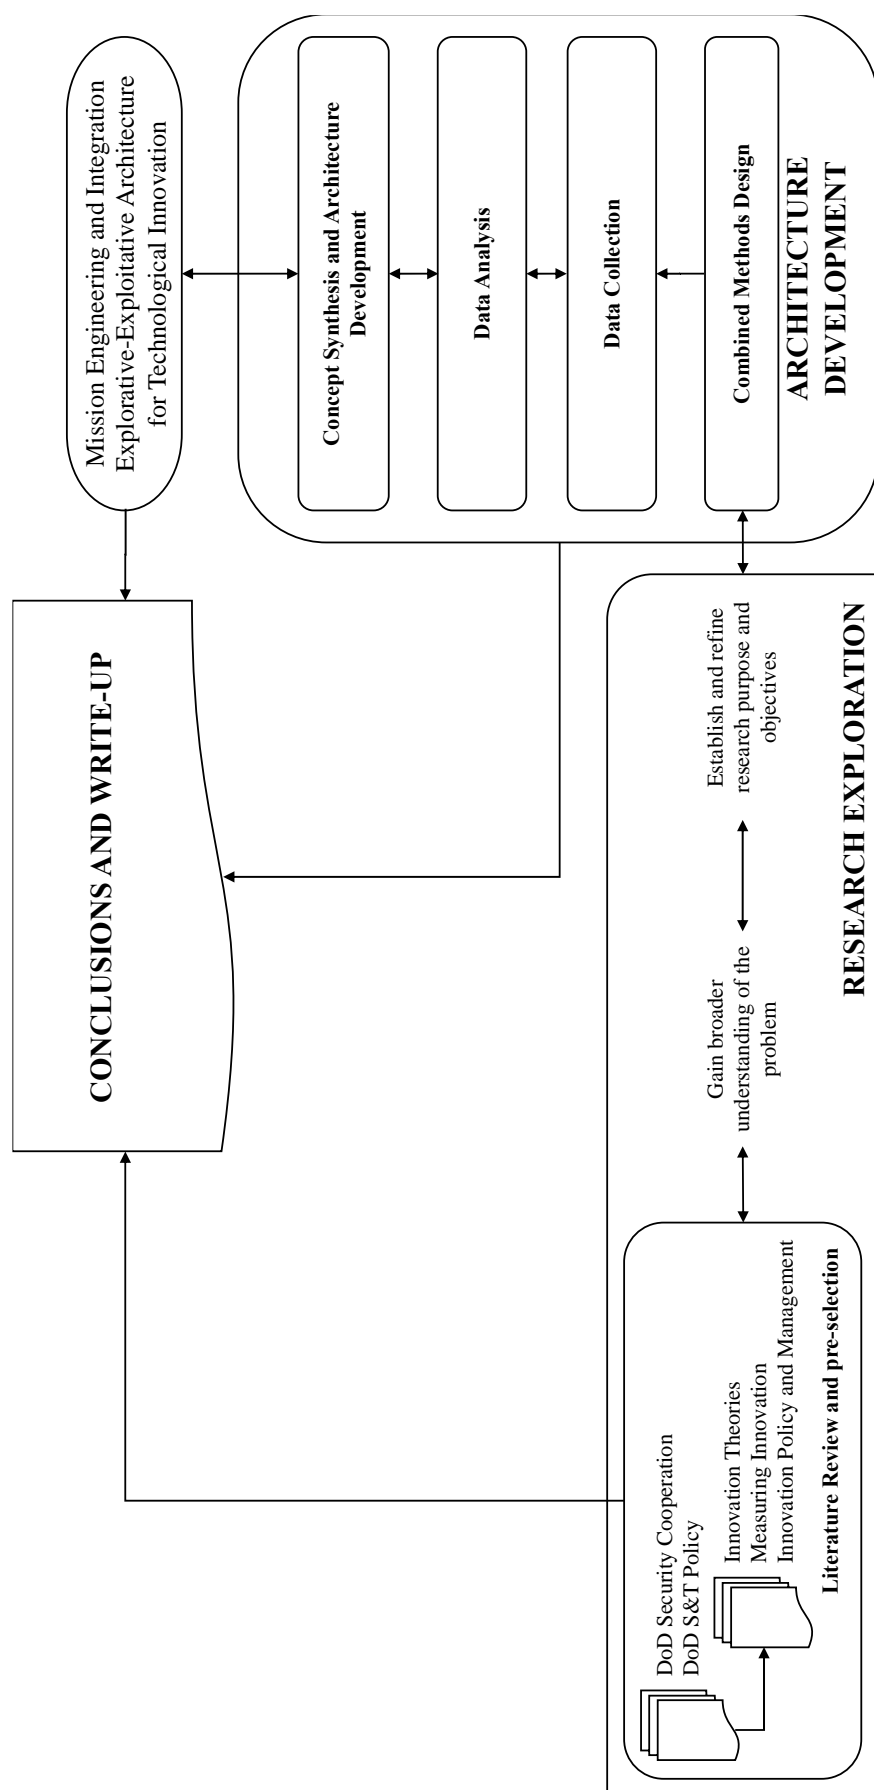 CONCLUSIONS AND WRITE-UP
Mission Engineering and Integration
Explorative-Exploitative Architecture
for Technological Innovation
Concept Synthesis and Architecture
Development
Data Analysis
Data Collection
Combined Methods Design
ARCHITECTURE
DEVELOPMENT
DoD Security Cooperation
DoD S&T Policy
Innovation Theories
Measuring Innovation
Innovation Policy and Management
Literature Review and pre-selection
Gain broader
understanding of the
problem
Establish and refine
research purpose and
objectives
RESEARCH EXPLORATION